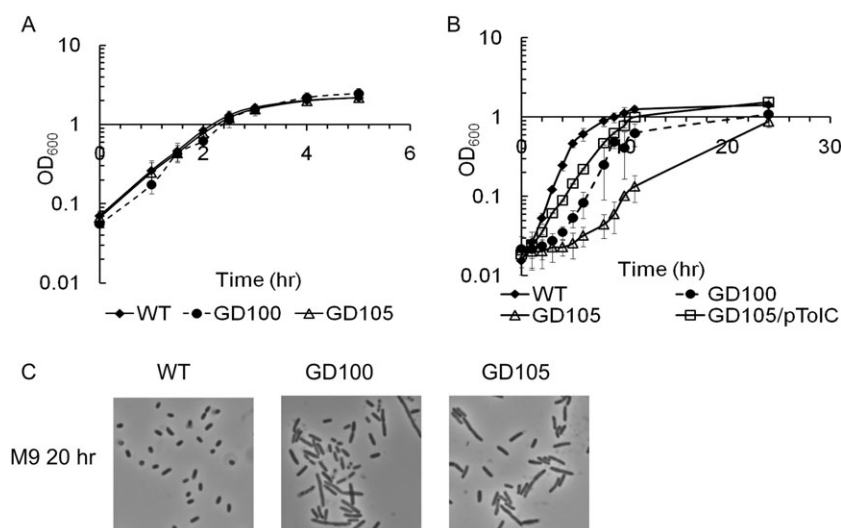 A
10
1
0 2 4 6
0.1
0.01
OD600
Time (hr)
WT GD100 GD105
B
10
1
0 10 20 30
0.1
0.01
OD600
Time (hr)
WT GD100
GD105 GD105/pTolC
C WT GD100 GD105
M9 20 hr